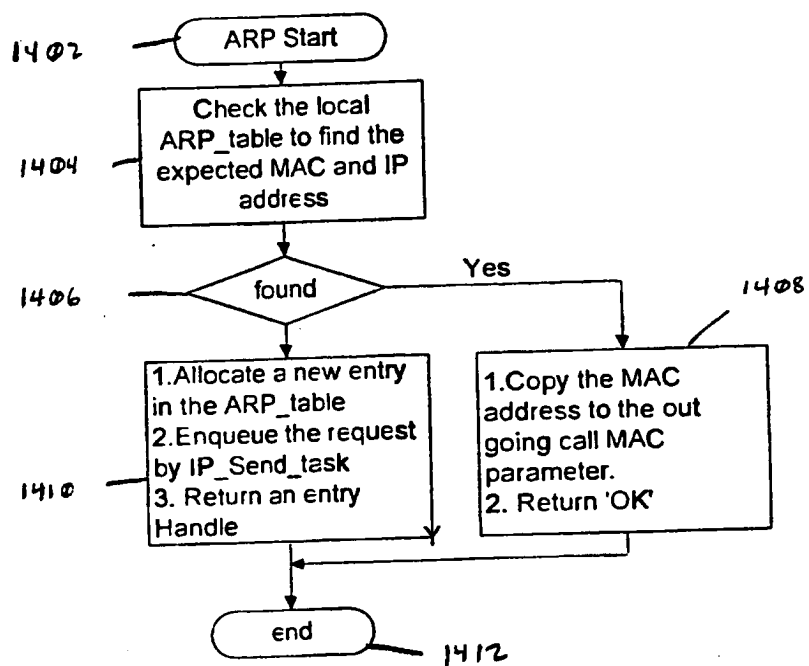 1402
ARP Start
Check the local
ARP_table to find the
expected MAC and IP
address
1404
found
Yes
1406
1408
1.Allocate a new entry
in the ARP_table
2.Enqueue the request
by IP_Send_task
3. Return an entry
Handle
1410
1.Copy the MAC
address to the out
going call MAC
parameter.
2. Return 'OK'
end
1412